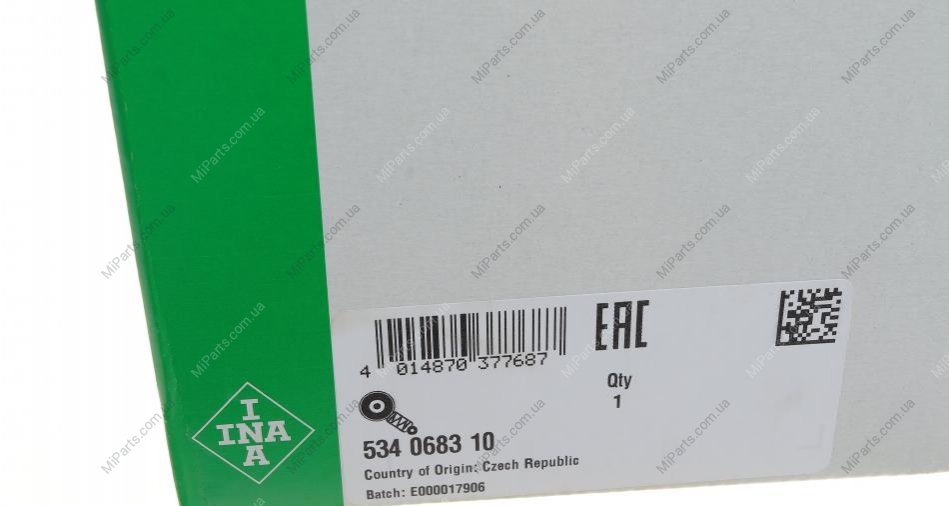 4 014870 377687
EAC
Qty
1
534 0683 10
Country of Origin: Czech Republic
Batch: E000017906
I
INA
A
MiParts.com.ua